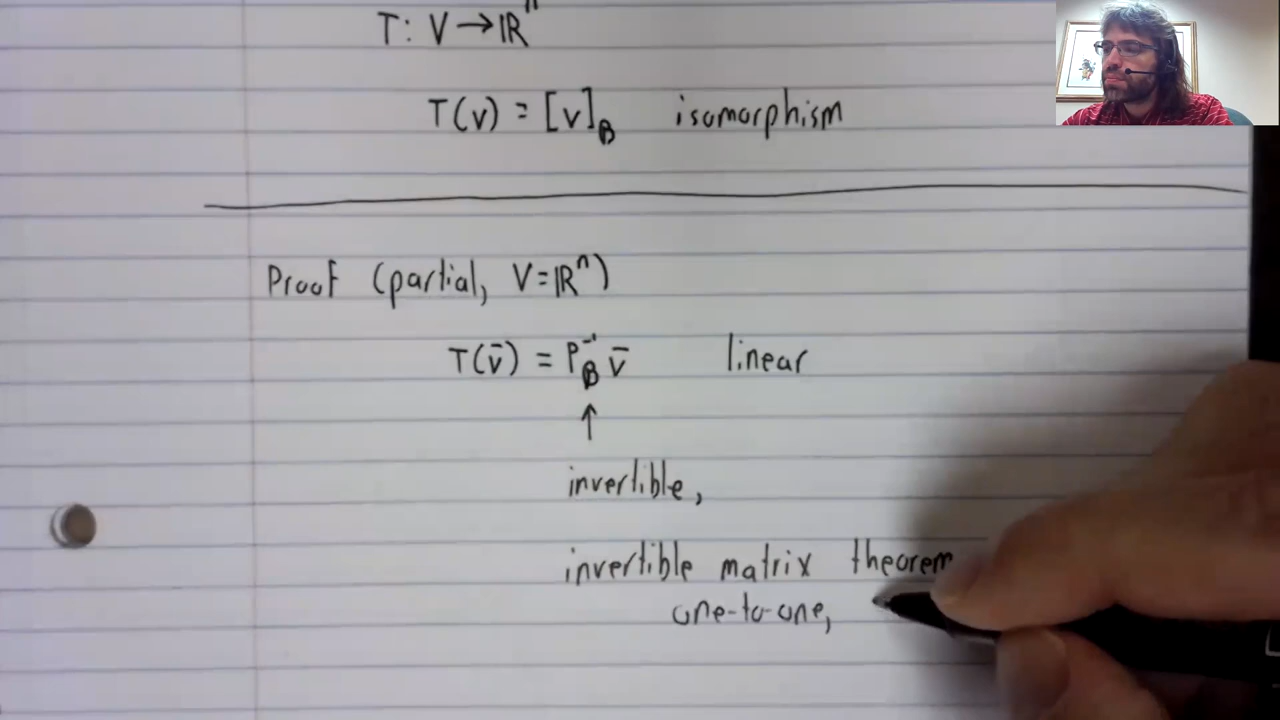 T: V → ℝⁿ
T(v) = [v]_B isomorphism
Proof (partial, V=ℝⁿ)
T(v̄) = P_B⁻¹ v̄ linear
↑
invertible,
invertible matrix theorem
one-to-one,